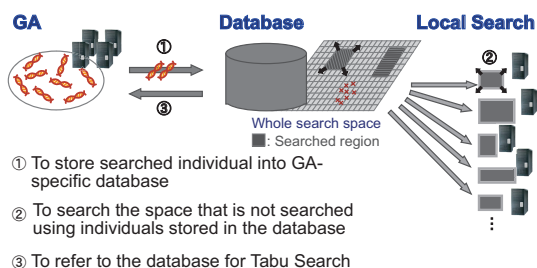 GA
Database
Local Search
①
②
③
Whole search space
: Searched region
① To store searched individual into GA-
specific database
② To search the space that is not searched
using individuals stored in the database
③ To refer to the database for Tabu Search